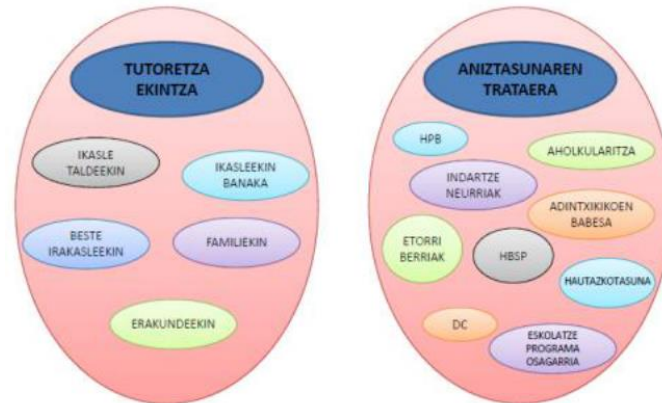 TUTORETZA
EKINTZA
IKASLE
TALDEEKIN
IKASLEEKIN
BANAKA
BESTE
IRAKASLEEKIN
FAMILIEKIN
ERAKUNDEEKIN
ANIZTASUNAREN
TRATAERA
HPB
AHOLKULARITZA
INDARTZE
NEURRIAK
ADINTXIKIKOEN
BABESA
ETORRI
BERRIAK
HBSP
HAUTAZKOTASUNA
DC
ESKOLATZE
PROGRAMA
OSAGARRIA